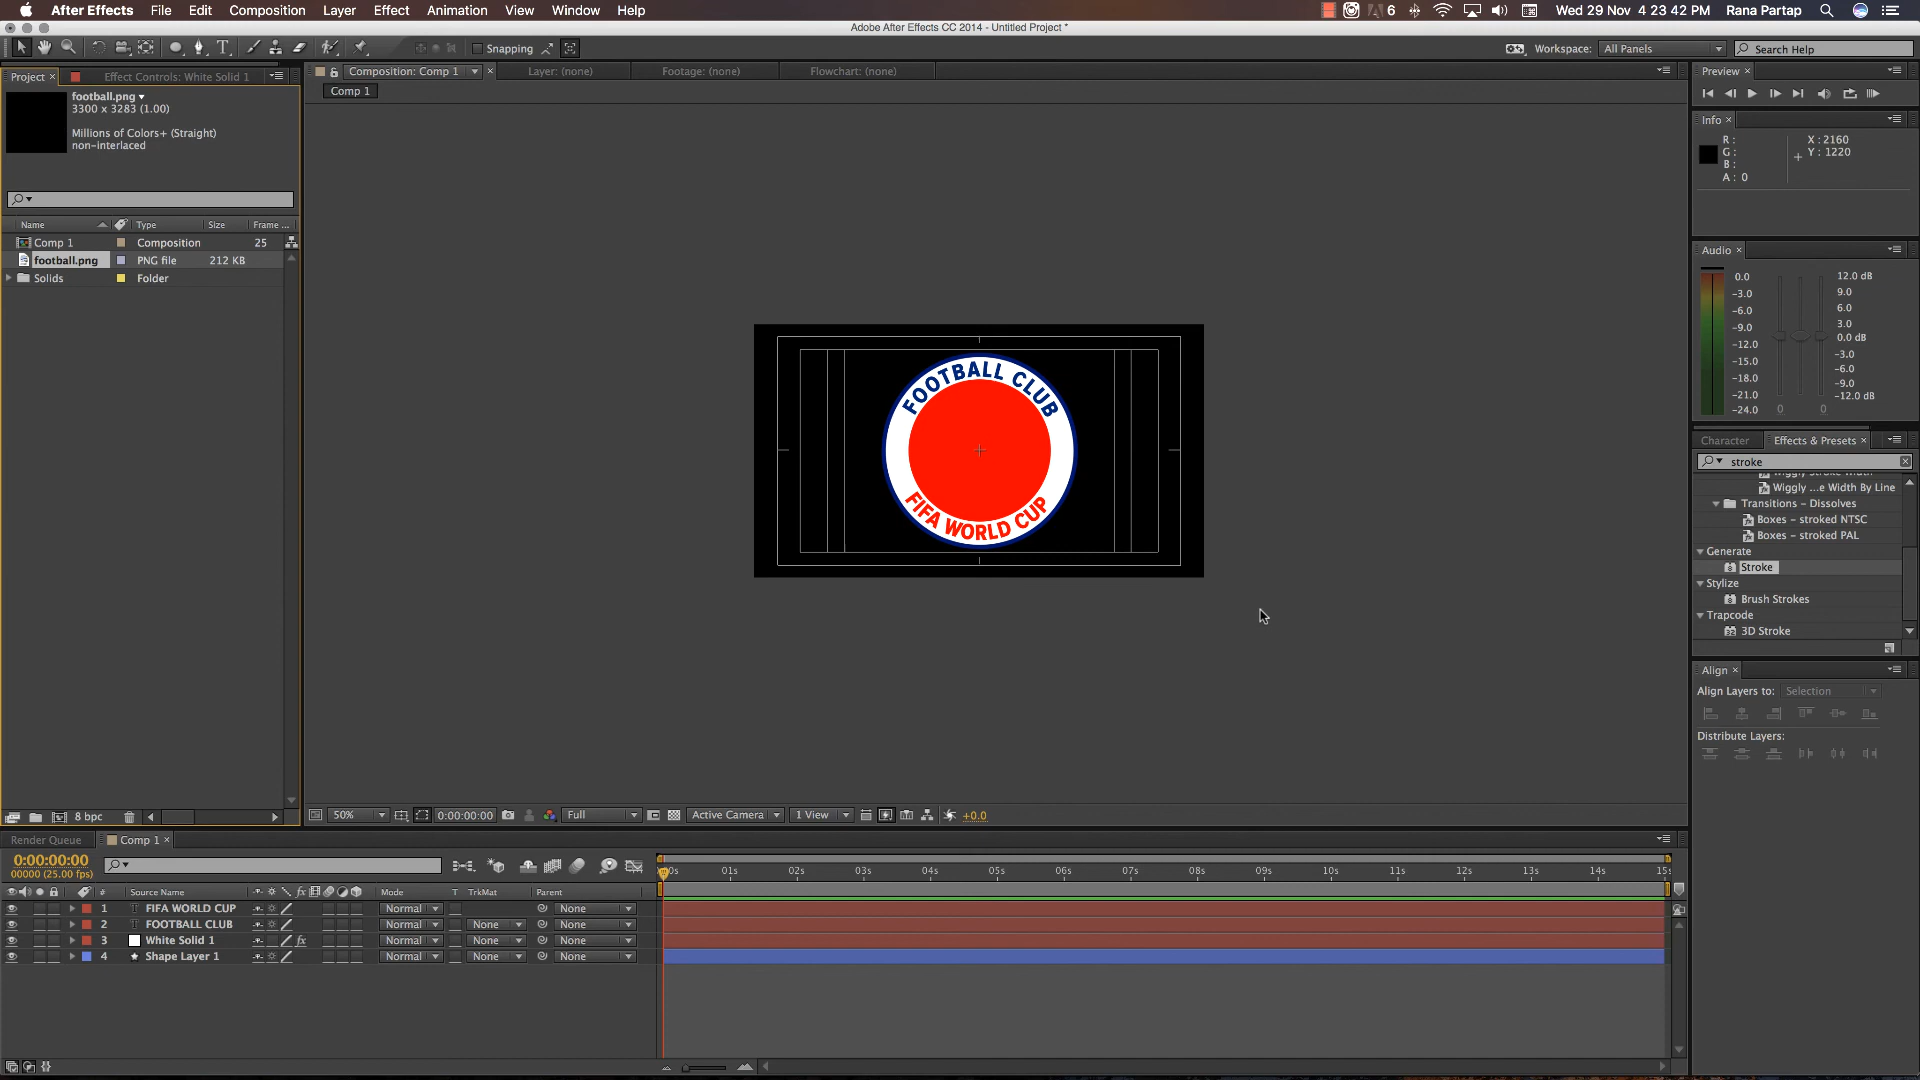 After Effects File Edit Composition Layer Effect Animation View Window Help 6 Wed 29 Nov 4 23 42 PM Rana Partap
Adobe After Effects CC 2014 - Untitled Project *
Snapping Workspace: All Panels Search Help
Project Effect Controls: White Solid 1 Composition: Comp 1 Layer: (none) Footage: (none) Flowchart: (none) Preview
Comp 1
football.png
3300 x 3283 (1.00)
Millions of Colors+ (Straight)
non-interlaced
Name Type Size Frame ...
Comp 1 Composition 25
football.png PNG file 212 KB
Solids Folder
8 bpc
FOOTBALL CLUB
FIFA WORLD CUP
50% 0:00:00:00 Full Active Camera 1 View +0.0
Info
R: X: 2160
G: Y: 1220
B:
A: 0
Audio
0.0 12.0 dB
-3.0 9.0
-6.0 6.0
-9.0 3.0
-12.0 0.0 dB
-15.0 -3.0
-18.0 -6.0
-21.0 -9.0
-24.0 0 0 -12.0 dB
Character Effects & Presets
stroke
Wiggly Stroke Width
Wiggly ...e Width By Line
Transitions – Dissolves
Boxes – stroked NTSC
Boxes – stroked PAL
Generate
Stroke
Stylize
Brush Strokes
Trapcode
3D Stroke
Align
Align Layers to: Selection
Distribute Layers:
Render Queue Comp 1
0:00:00:00
00000 (25.00 fps)
01s 02s 03s 04s 05s 06s 07s 08s 09s 10s 11s 12s 13s 14s
# Source Name Mode T TrkMat Parent
1 T FIFA WORLD CUP Normal None
2 T FOOTBALL CLUB Normal None None
3 White Solid 1 fx Normal None None
4 Shape Layer 1 Normal None None